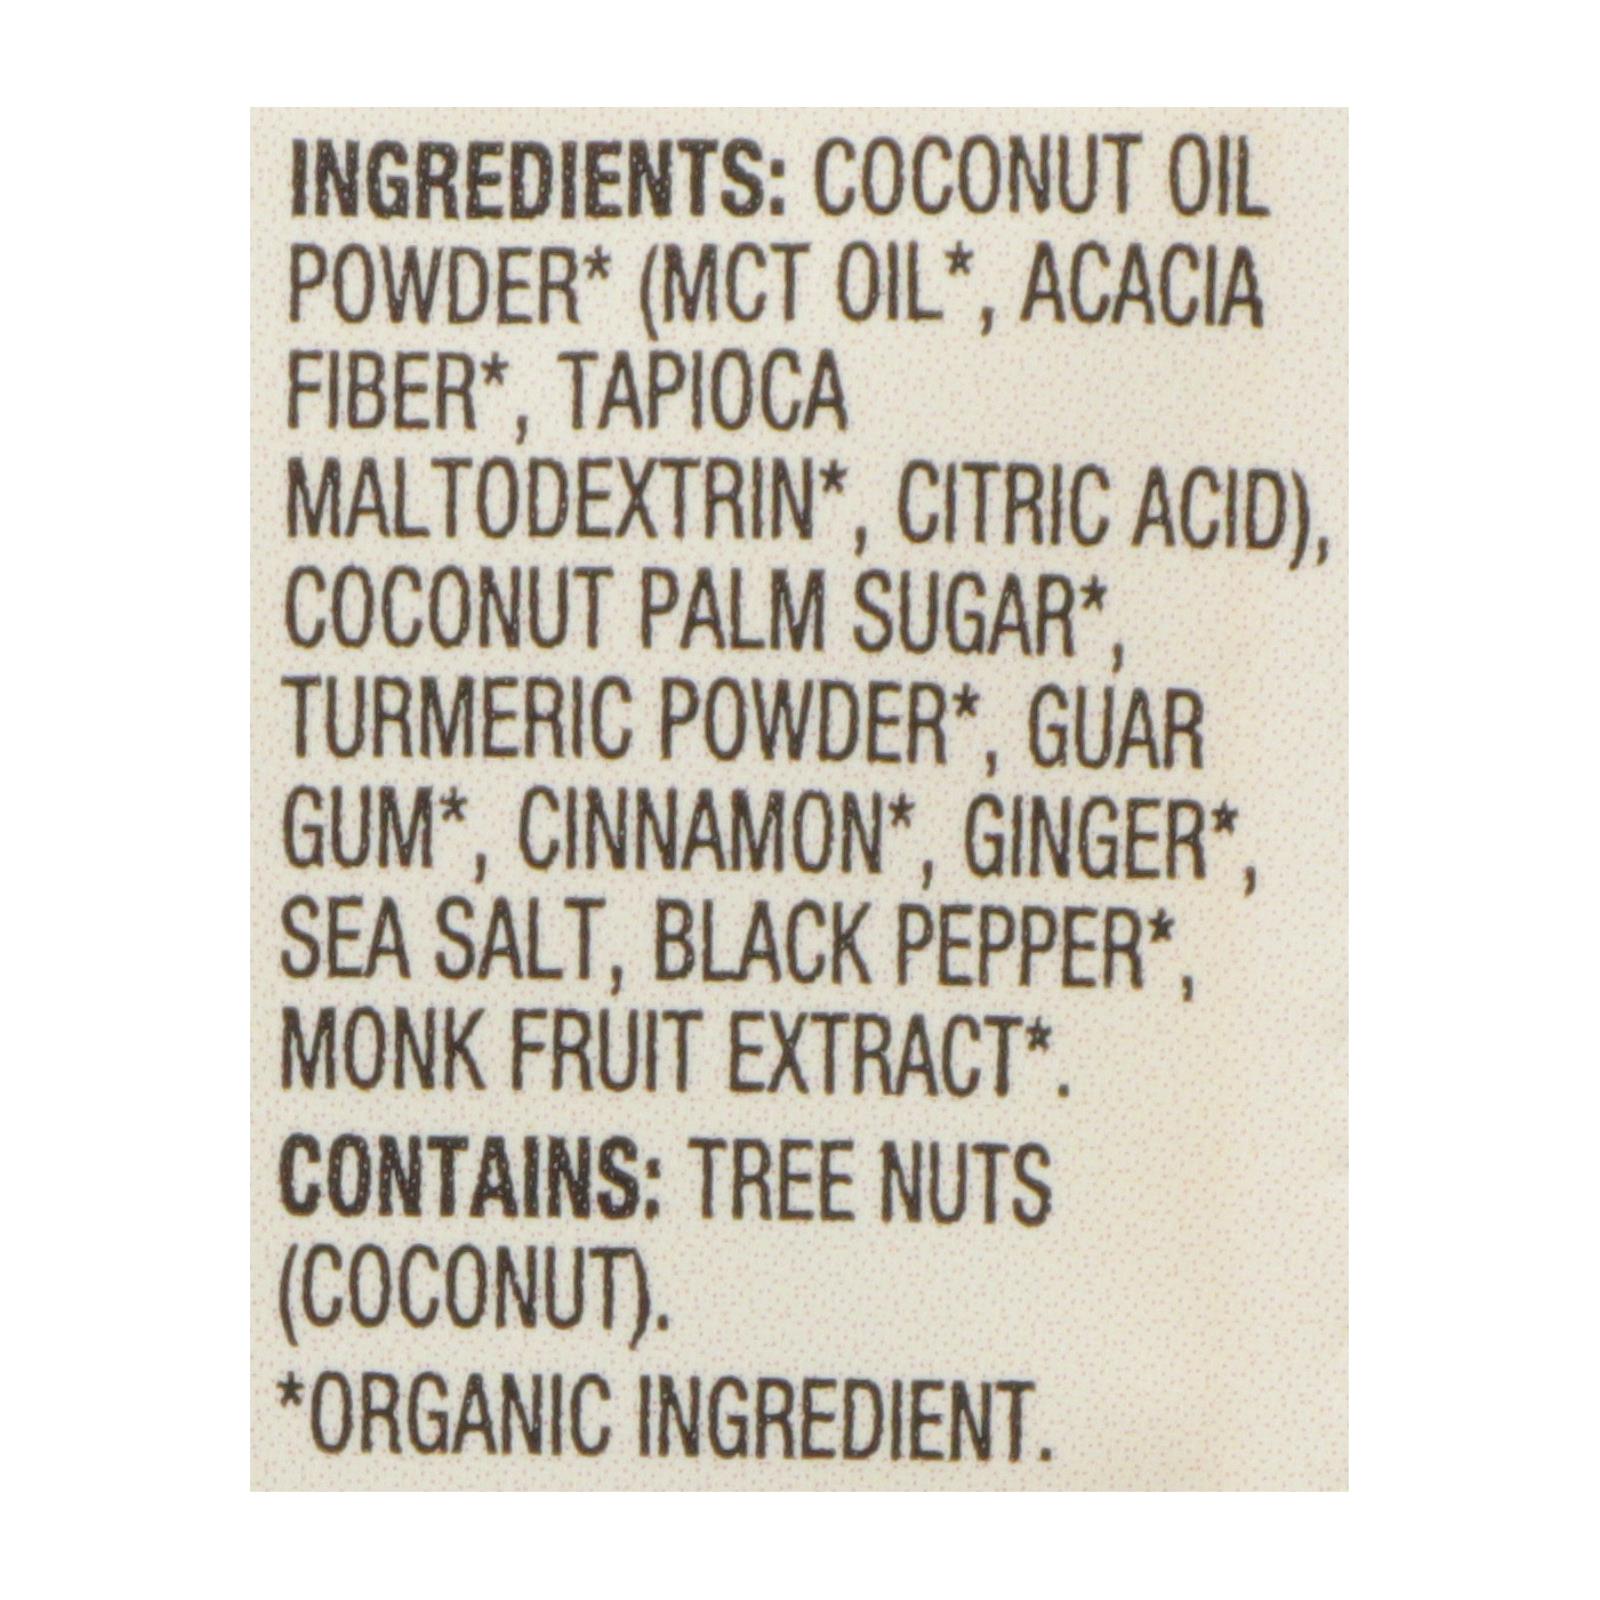 INGREDIENTS: COCONUT OIL
POWDER* (MCT OIL*, ACACIA
FIBER*, TAPIOCA
MALTODEXTRIN*, CITRIC ACID),
COCONUT PALM SUGAR*,
TURMERIC POWDER*, GUAR
GUM*, CINNAMON*, GINGER*,
SEA SALT, BLACK PEPPER*,
MONK FRUIT EXTRACT*.
CONTAINS: TREE NUTS
(COCONUT).
*ORGANIC INGREDIENT.